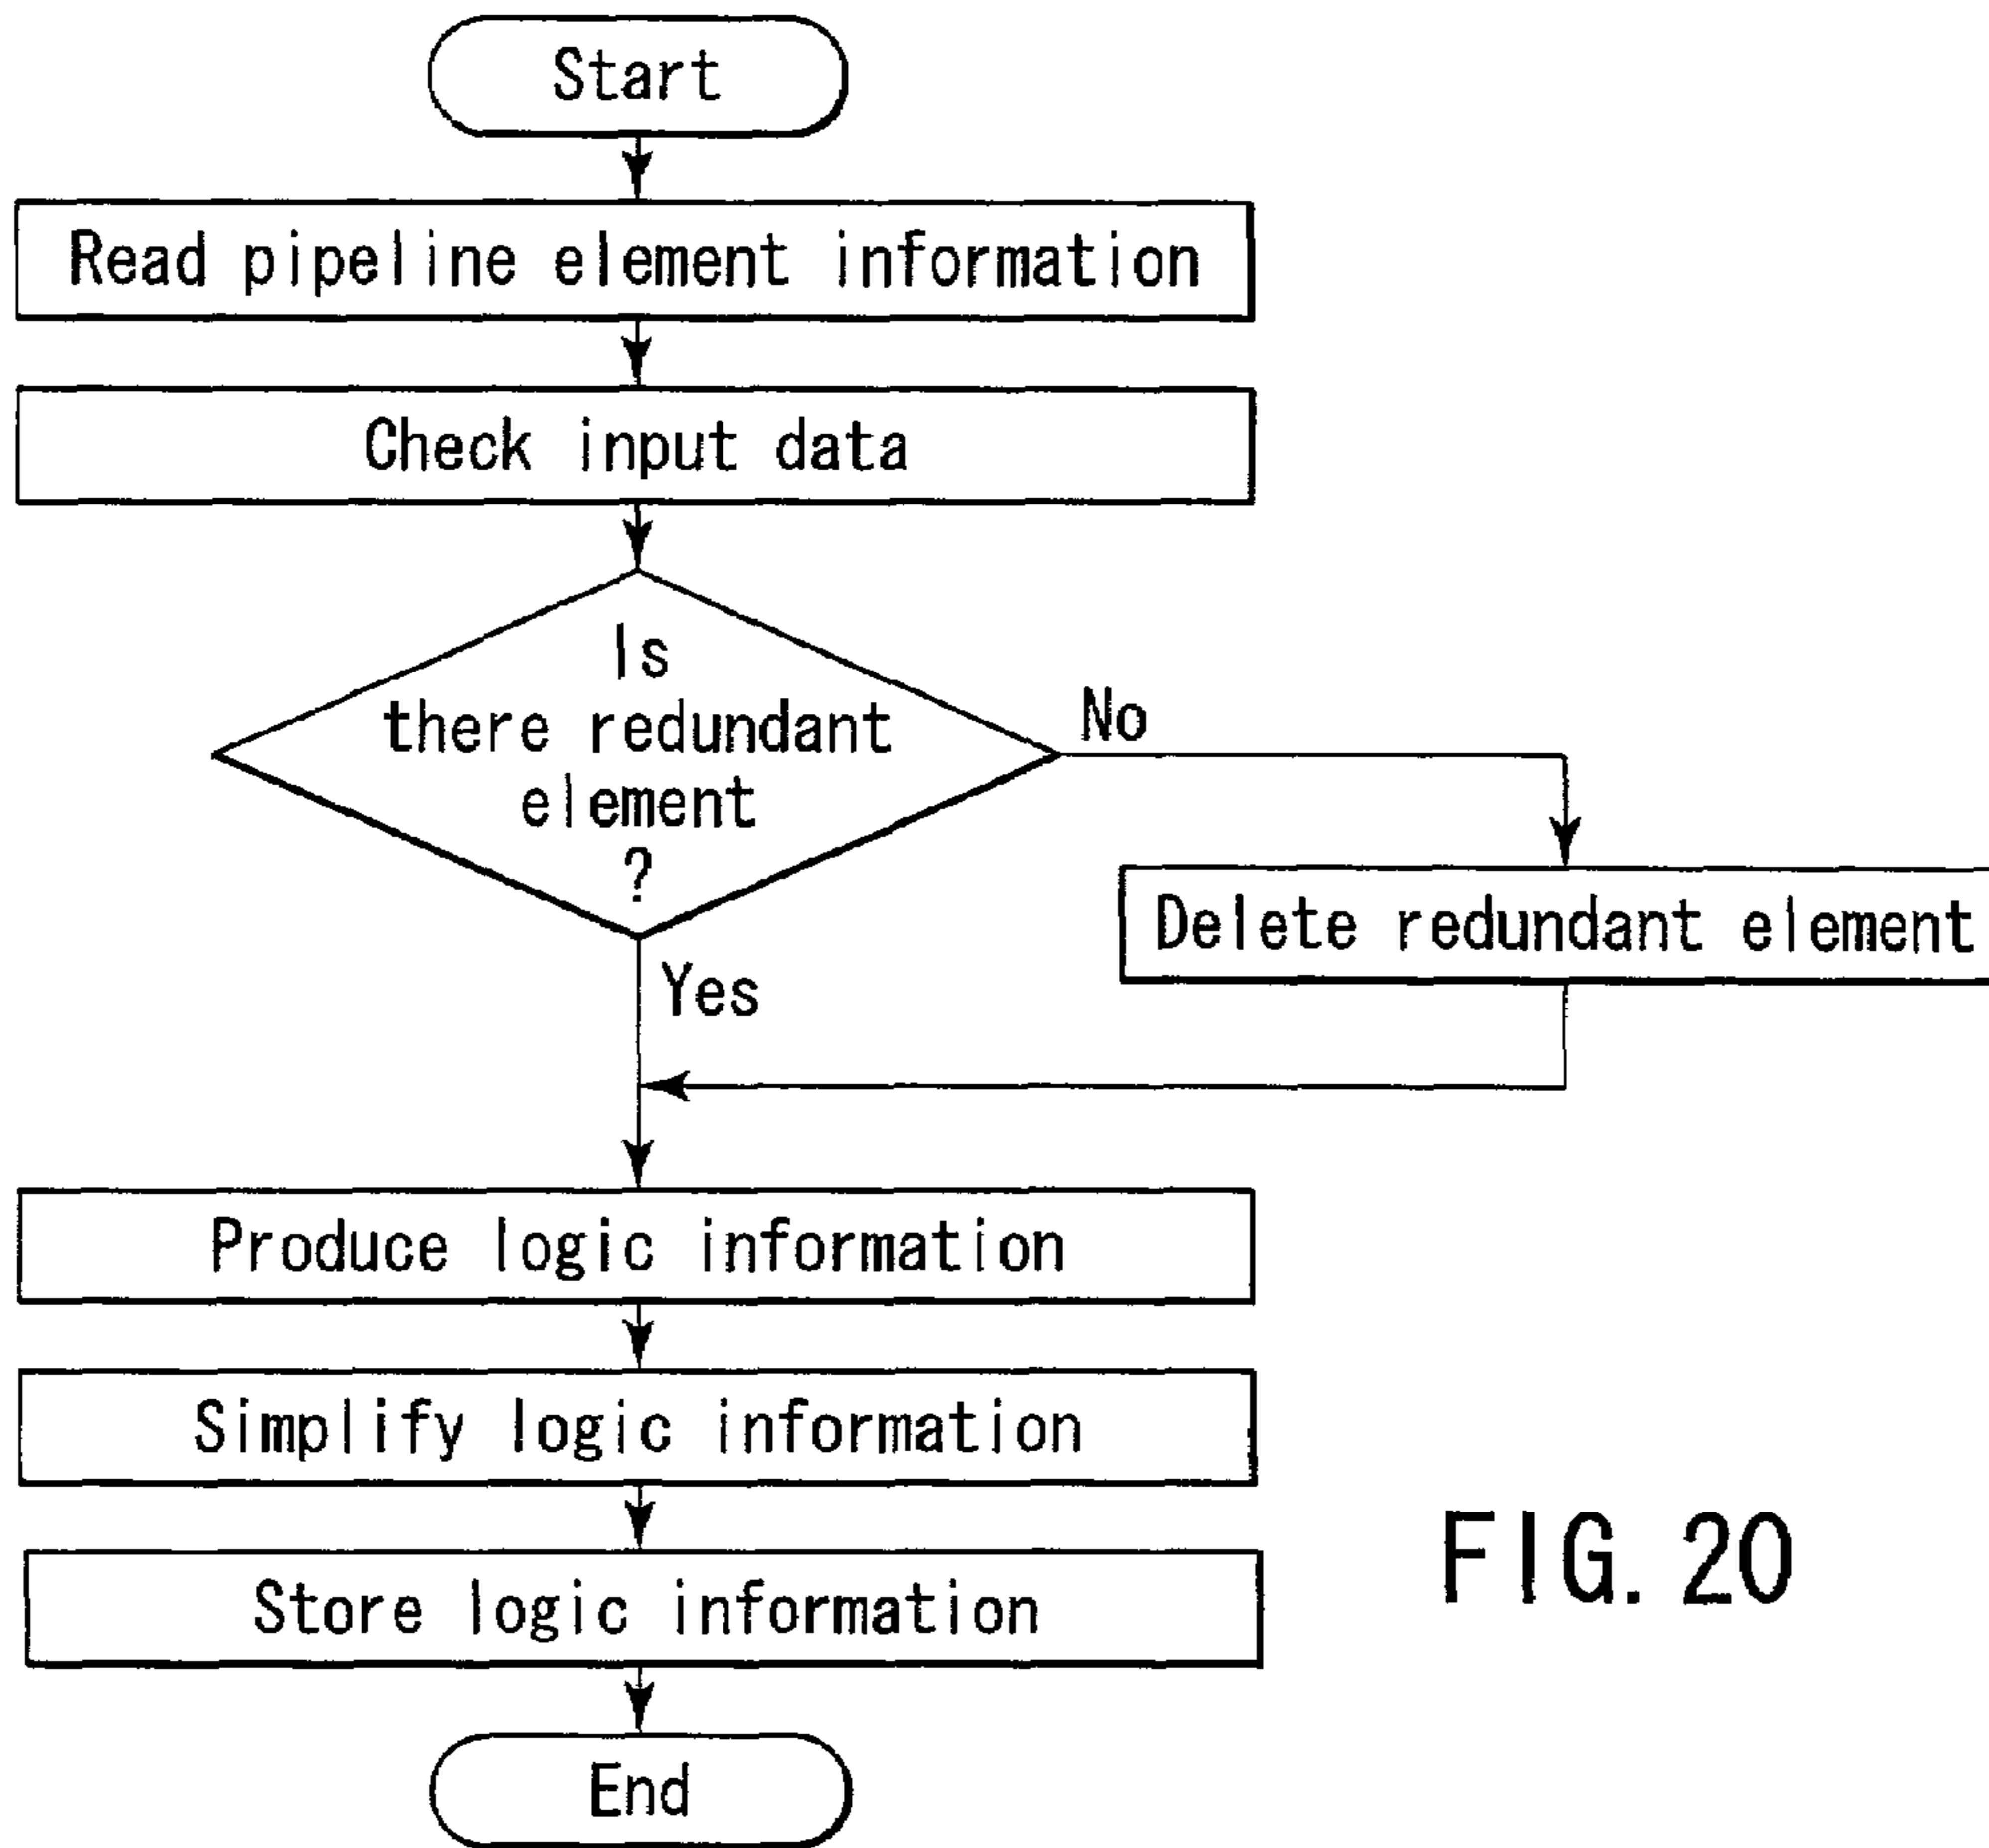 Start
Read pipeline element information
Check input data
Is
there redundant
element
?
No
Delete redundant element
Yes
Produce logic information
Simplify logic information
Store logic information
End
FIG. 20